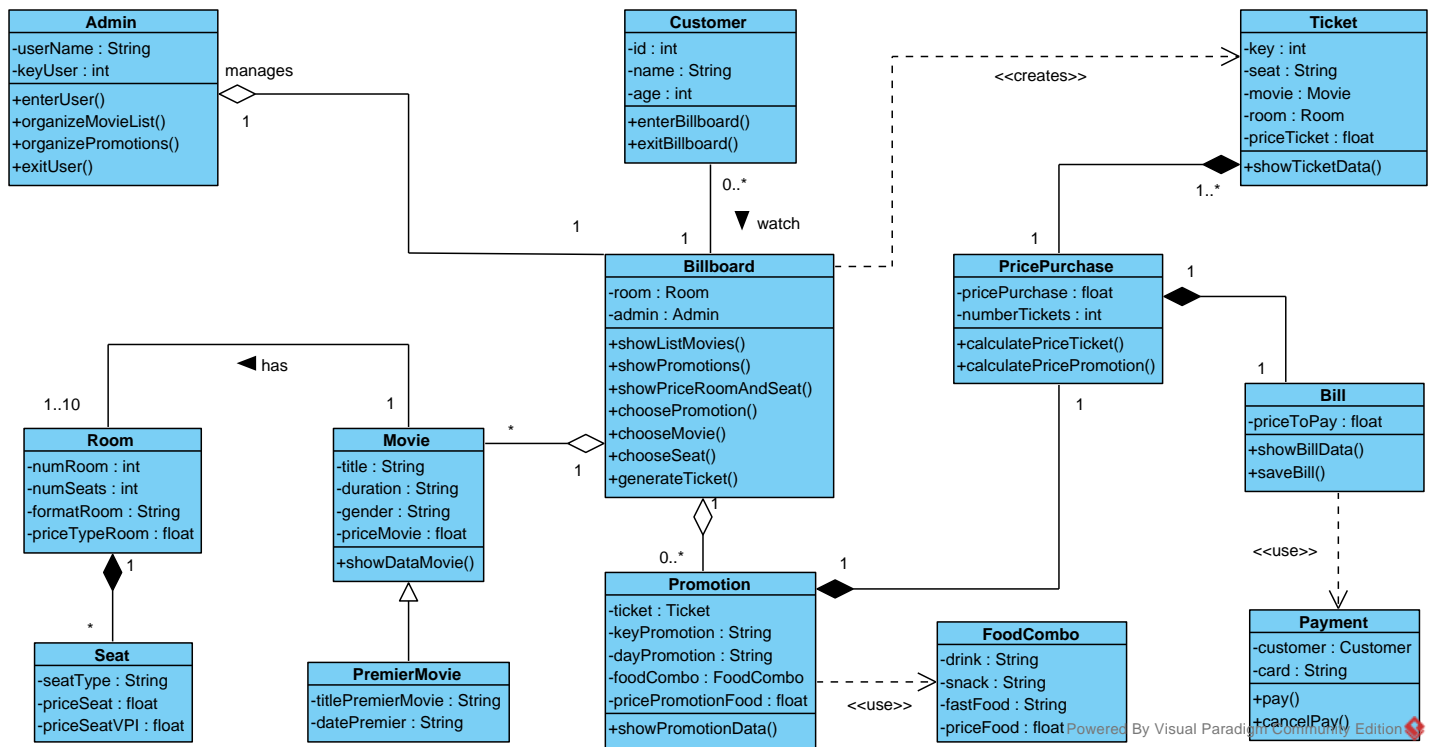 Admin
-userName : String
-keyUser : int
+enterUser()
+organizeMovieList()
+organizePromotions()
+exitUser()
manages
1
1
Customer
-id : int
-name : String
-age : int
+enterBillboard()
+exitBillboard()
0..*
watch
1
<<creates>>
Ticket
-key : int
-seat : String
-movie : Movie
-room : Room
-priceTicket : float
+showTicketData()
1..*
1
Billboard
-room : Room
-admin : Admin
+showListMovies()
+showPromotions()
+showPriceRoomAndSeat()
+choosePromotion()
+chooseMovie()
+chooseSeat()
+generateTicket()
PricePurchase
-pricePurchase : float
-numberTickets : int
+calculatePriceTicket()
+calculatePricePromotion()
1
1
1
has
1..10
1
Room
-numRoom : int
-numSeats : int
-formatRoom : String
-priceTypeRoom : float
1
*
Seat
-seatType : String
-priceSeat : float
-priceSeatVPI : float
Movie
-title : String
-duration : String
-gender : String
-priceMovie : float
+showDataMovie()
*
1
PremierMovie
-titlePremierMovie : String
-datePremier : String
1
0..*
Promotion
-ticket : Ticket
-keyPromotion : String
-dayPromotion : String
-foodCombo : FoodCombo
-pricePromotionFood : float
+showPromotionData()
1
<<use>>
FoodCombo
-drink : String
-snack : String
-fastFood : String
-priceFood : float
Bill
-priceToPay : float
+showBillData()
+saveBill()
<<use>>
Payment
-customer : Customer
-card : String
+pay()
+cancelPay()
Powered By Visual Paradigm Community Edition